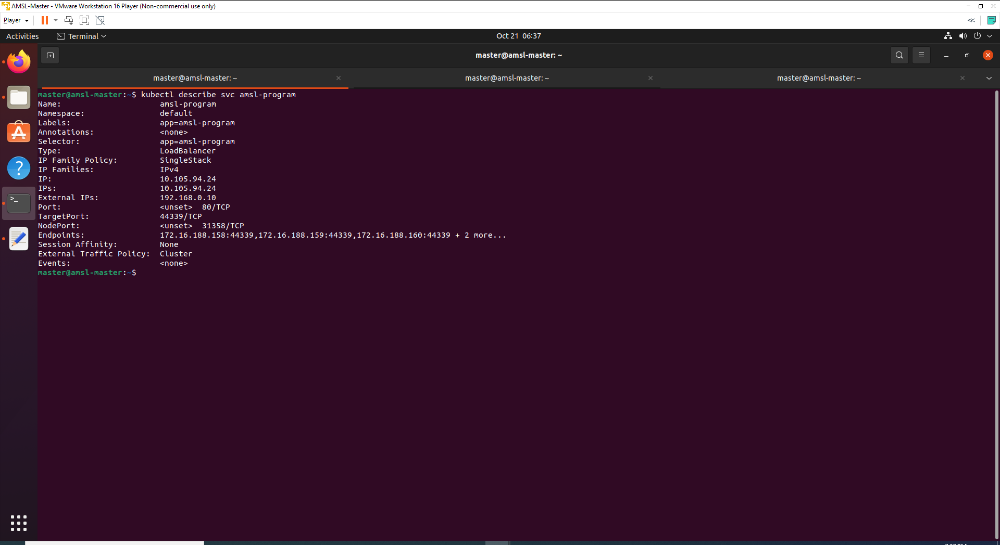 AMSL-Master - VMware Workstation 16 Player (Non-commercial use only)
Player
Activities
Terminal
Oct 21 06:37
master@amsl-master: ~
master@amsl-master: ~
master@amsl-master: ~
master@amsl-master: ~
master@amsl-master:~$ kubectl describe svc amsl-program
Name: amsl-program
Namespace: default
Labels: app=amsl-program
Annotations: <none>
Selector: app=amsl-program
Type: LoadBalancer
IP Family Policy: SingleStack
IP Families: IPv4
IP: 10.105.94.24
IPs: 10.105.94.24
External IPs: 192.168.0.10
Port: <unset> 80/TCP
TargetPort: 44339/TCP
NodePort: <unset> 31358/TCP
Endpoints: 172.16.188.158:44339,172.16.188.159:44339,172.16.188.160:44339 + 2 more...
Session Affinity: None
External Traffic Policy: Cluster
Events: <none>
master@amsl-master:~$